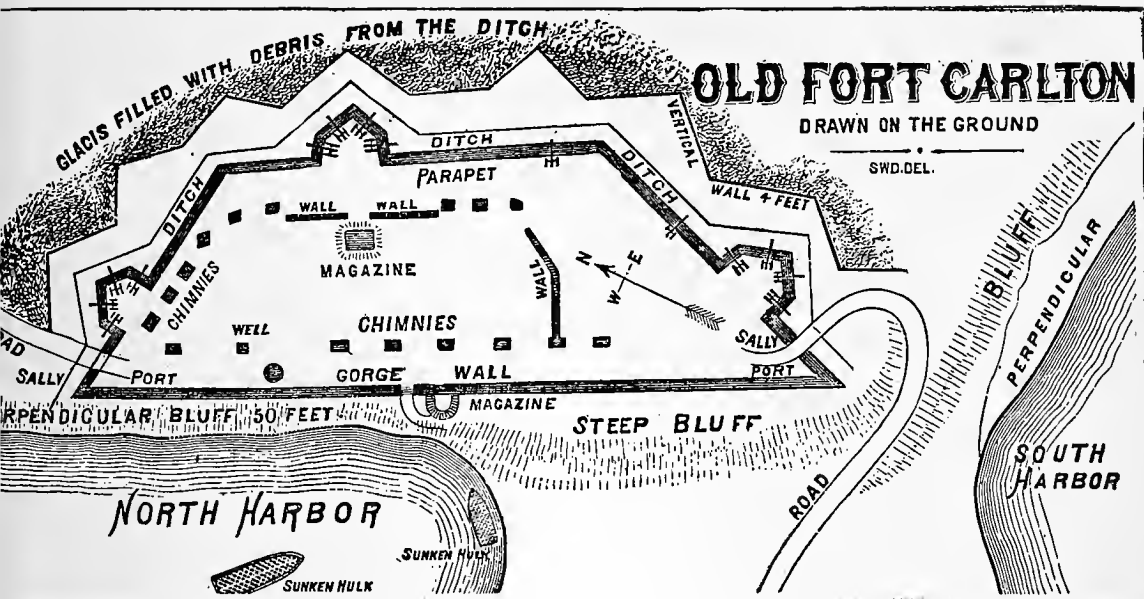 GLACIS FILLED WITH DEBRIS FROM THE DITCH
OLD FORT CARLTON
DRAWN ON THE GROUND
SWD.DEL.
VERTICAL
WALL 4 FEET
DITCH
DITCH
DITCH
PARAPET
WALL
WALL
MAGAZINE
CHIMNIES
WALL
N
E
W
BLUFF
PERPENDICULAR
WELL
CHIMNIES
SALLY
PORT
GORGE WALL
SALLY
PORT
MAGAZINE
BLUFF 50 FEET
STEEP BLUFF
ROAD
SOUTH
HARBOR
NORTH HARBOR
SUNKEN HULK
SUNKEN HULK